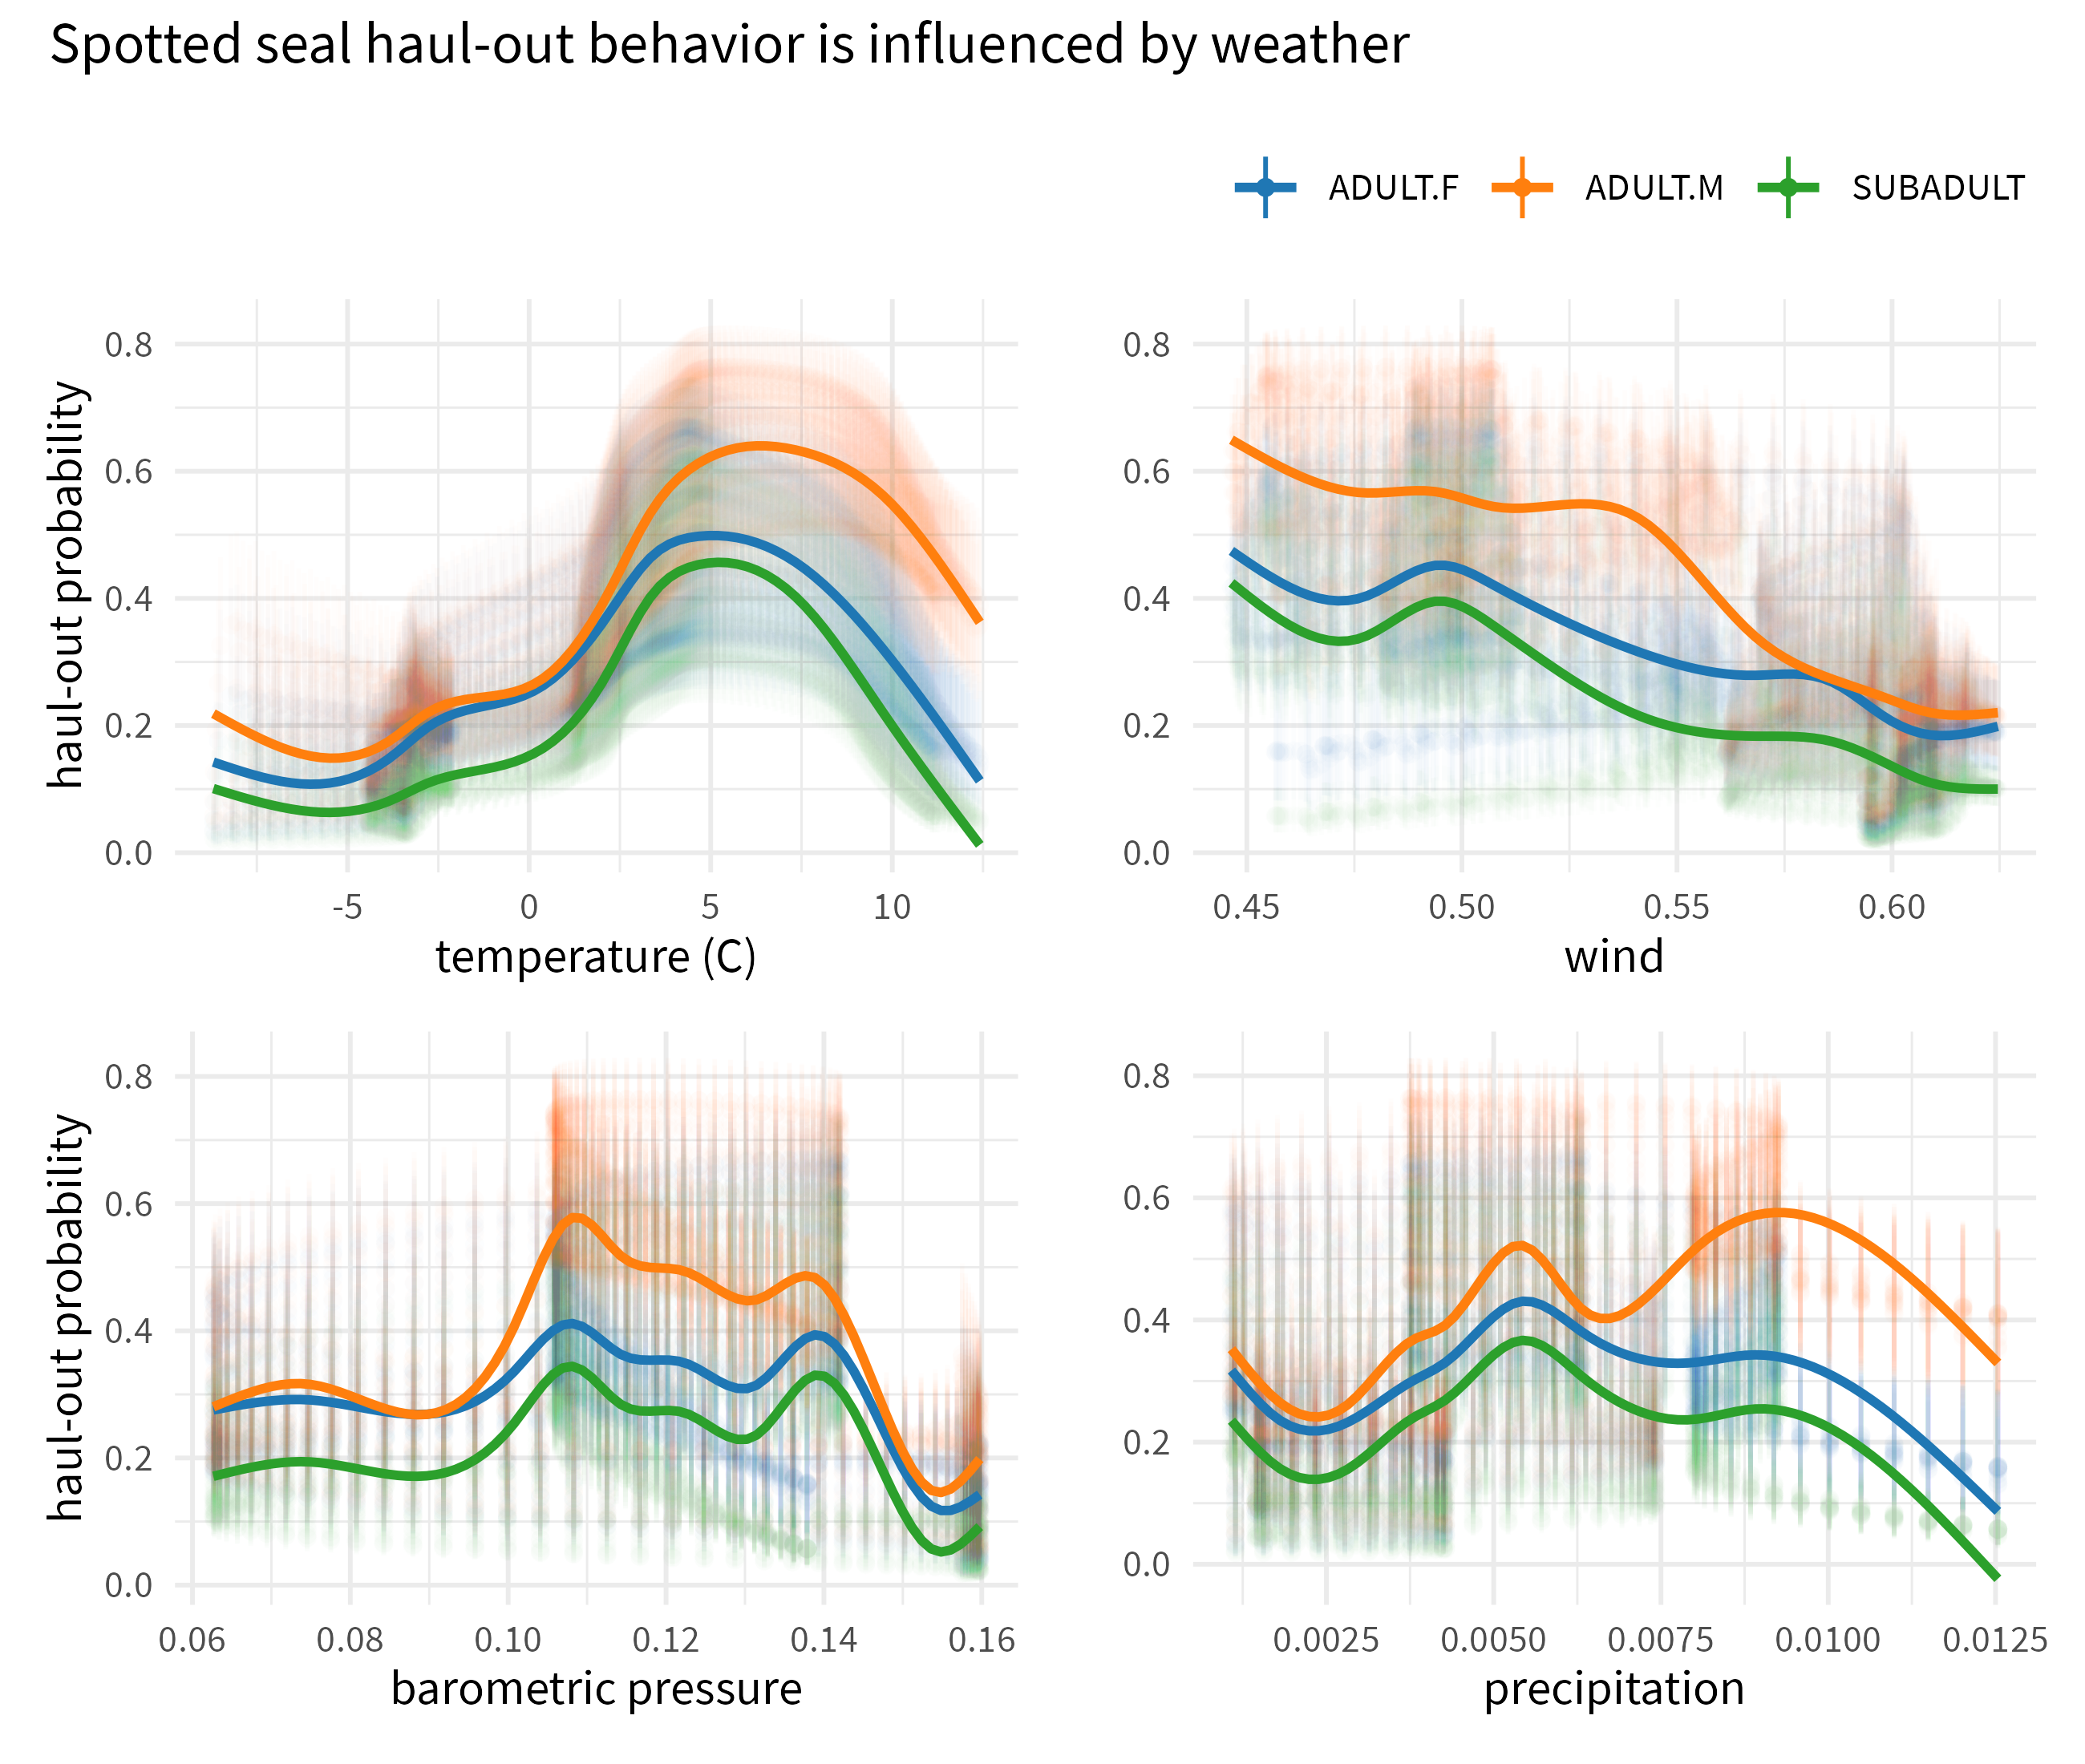 Spotted seal haul-out behavior is influenced by weather
ADULT.F ADULT.M SUBADULT
haul-out probability
0.8
0.6
0.4
0.2
0.0
-5 0 5 10
temperature (C)
0.8
0.6
0.4
0.2
0.0
0.45 0.50 0.55 0.60
wind
haul-out probability
0.8
0.6
0.4
0.2
0.0
0.06 0.08 0.10 0.12 0.14 0.16
barometric pressure
0.8
0.6
0.4
0.2
0.0
0.0025 0.0050 0.0075 0.0100 0.0125
precipitation